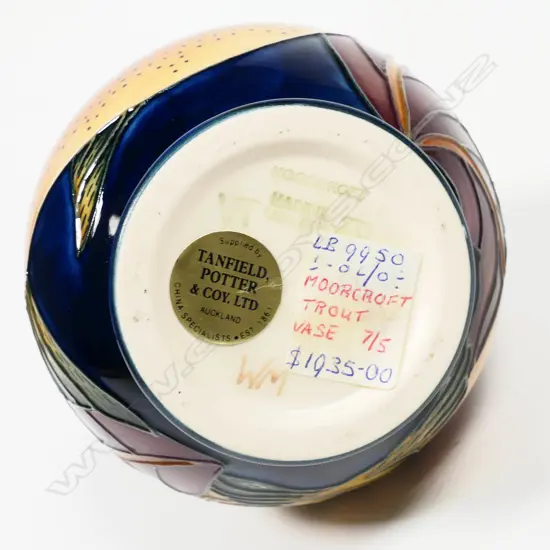 MOORCROFT
Supplied by
TANFIELD,
POTTER
& COY. LTD
AUCKLAND
CHINA SPECIALISTS • EST. 1861
LB 9950
MOORCROFT
TROUT
VASE 7/5
$1935-00
WM